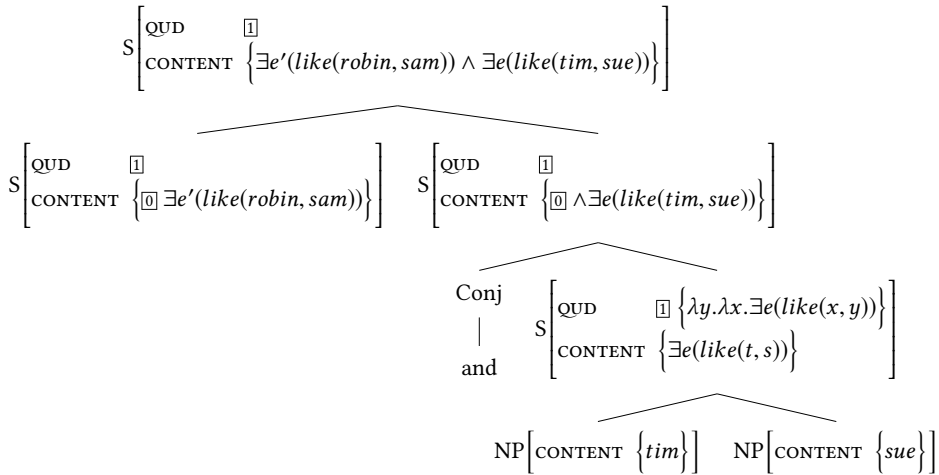 S[QUD [1]
CONTENT {∃e′(like(robin, sam)) ∧ ∃e(like(tim, sue))}]
S[QUD [1]
CONTENT {[0] ∃e′(like(robin, sam))}]
S[QUD [1]
CONTENT {[0] ∧∃e(like(tim, sue))}]
Conj
and
S[QUD [1] {λy.λx.∃e(like(x, y))}
CONTENT {∃e(like(t, s))}]
NP[CONTENT {tim}] NP[CONTENT {sue}]